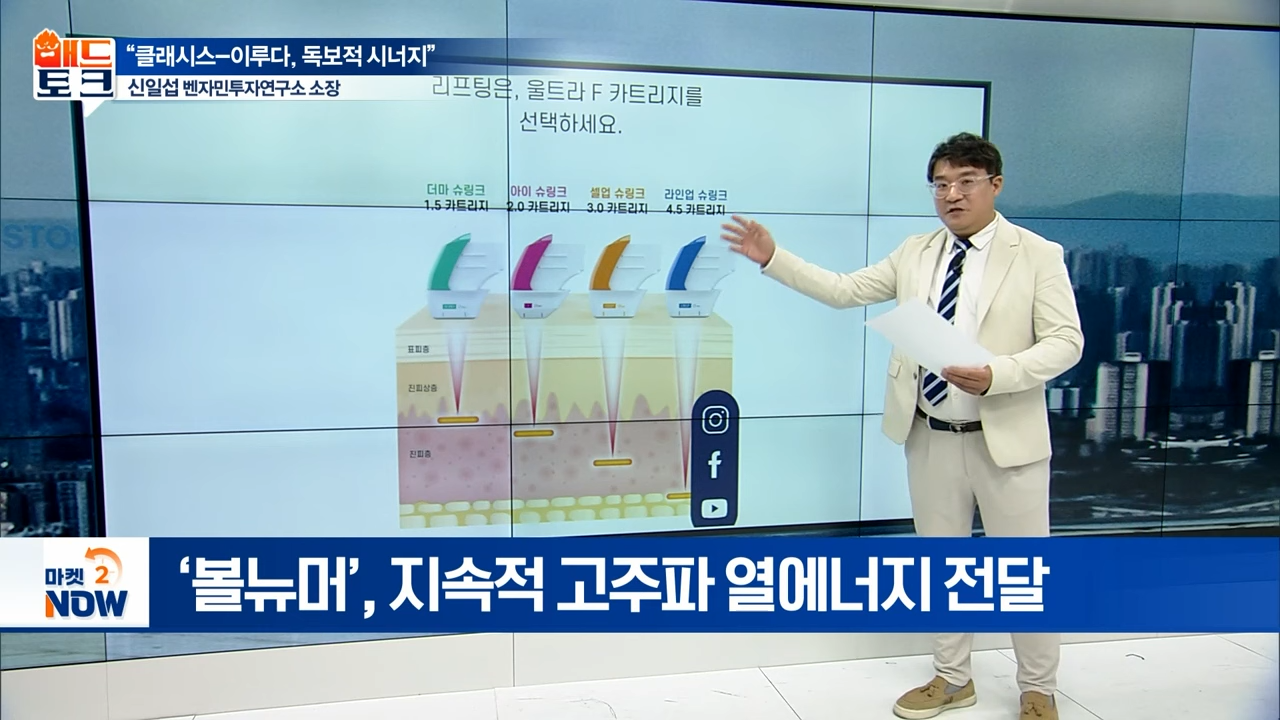 매드
토크
“클래시스-이루다, 독보적 시너지”
신일섭 벤자민투자연구소 소장
리프팅은, 울트라 F 카트리지를
선택하세요.
더마 슈링크
1.5 카트리지
아이 슈링크
2.0 카트리지
셀업 슈링크
3.0 카트리지
라인업 슈링크
4.5 카트리지
STO
표피층
진피상층
진피층
마켓 2
NOW
‘볼뉴머’, 지속적 고주파 열에너지 전달